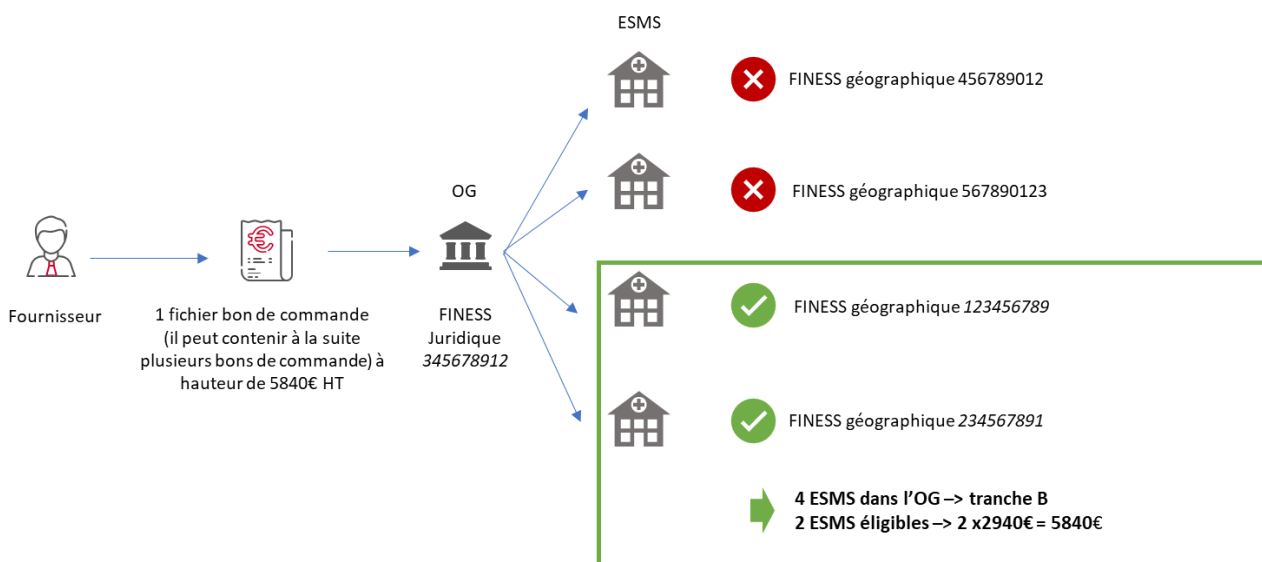 ESMS
FINESS géographique 456789012
FINESS géographique 567890123
OG
Fournisseur
1 fichier bon de commande
(il peut contenir à la suite
plusieurs bons de commande) à
hauteur de 5840€ HT
FINESS
Juridique
345678912
FINESS géographique 123456789
FINESS géographique 234567891
4 ESMS dans l'OG –> tranche B
2 ESMS éligibles –> 2 x2940€ = 5840€